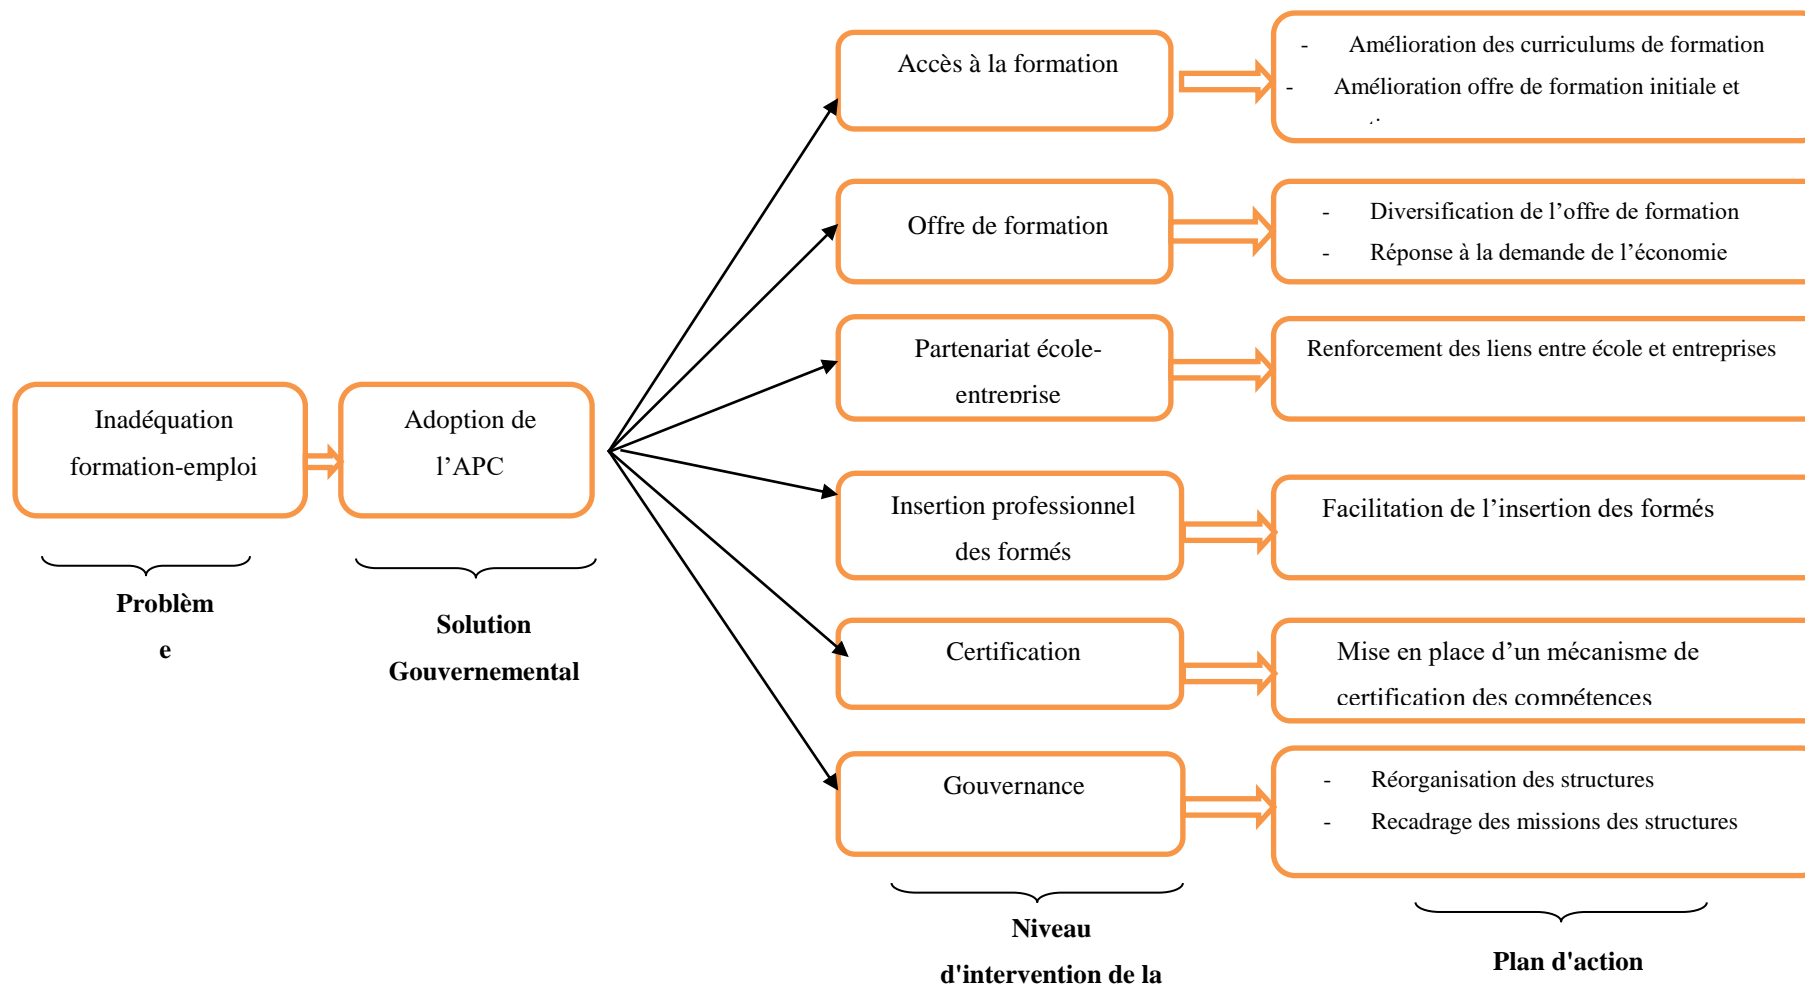 Accès à la formation
- Amélioration des curriculums de formation
- Amélioration offre de formation initiale et
Offre de formation
- Diversification de l’offre de formation
- Réponse à la demande de l’économie
Partenariat école-
entreprise
Renforcement des liens entre école et entreprises
Inadéquation
formation-emploi
Adoption de
l’APC
Insertion professionnel
des formés
Facilitation de l’insertion des formés
Problèm
e
Solution
Gouvernemental
Certification
Mise en place d’un mécanisme de
certification des compétences
Gouvernance
- Réorganisation des structures
- Recadrage des missions des structures
Niveau
d'intervention de la
Plan d'action